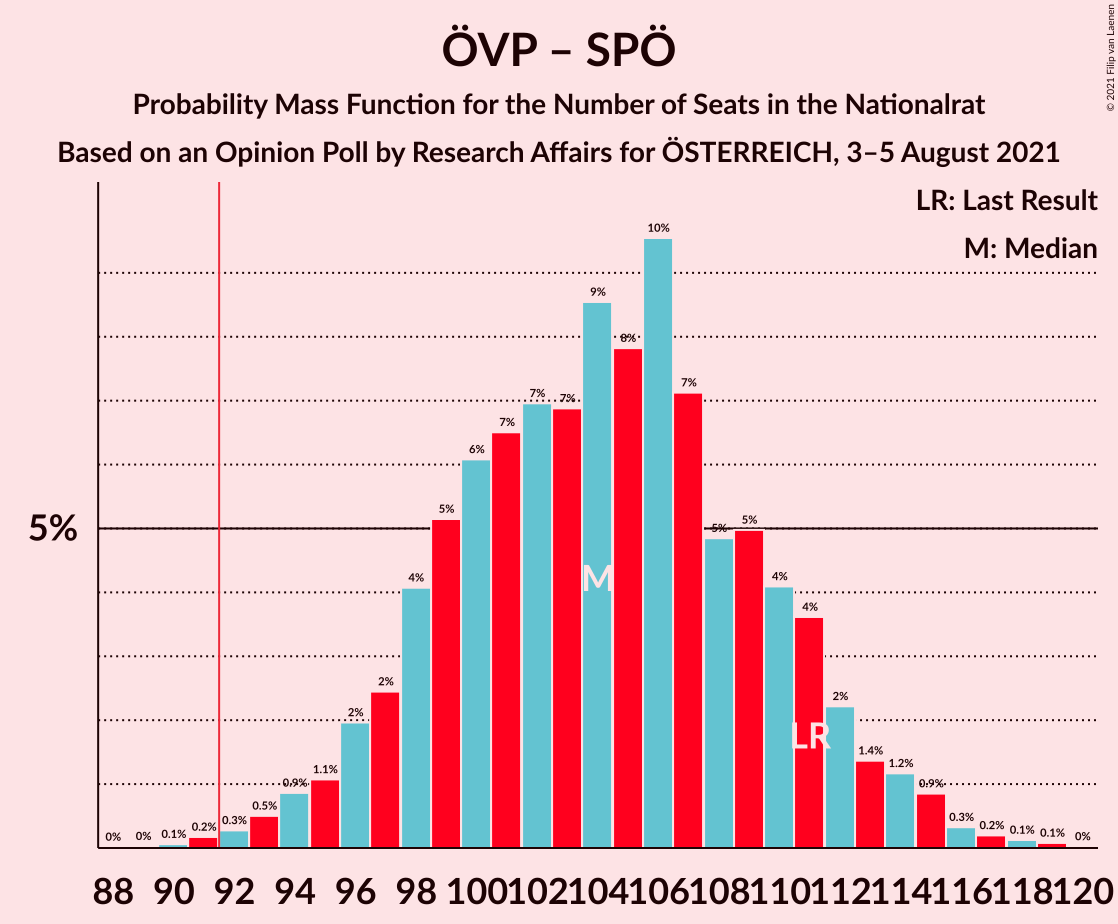 ÖVP – SPÖ
Probability Mass Function for the Number of Seats in the Nationalrat
Based on an Opinion Poll by Research Affairs for ÖSTERREICH, 3–5 August 2021
© 2021 Filip van Laenen
LR: Last Result
M: Median
5%
0% 0% 0.1% 0.2% 0.3% 0.5% 0.9% 1.1% 2% 2% 4% 5% 6% 7% 7% 7% 9% 8% 10% 7% 5% 5% 4% 4% 2% 1.4% 1.2% 0.9% 0.3% 0.2% 0.1% 0.1% 0%
M
LR
88 90 92 94 96 98 100 102 104 106 108 110 112 114 116 118 120